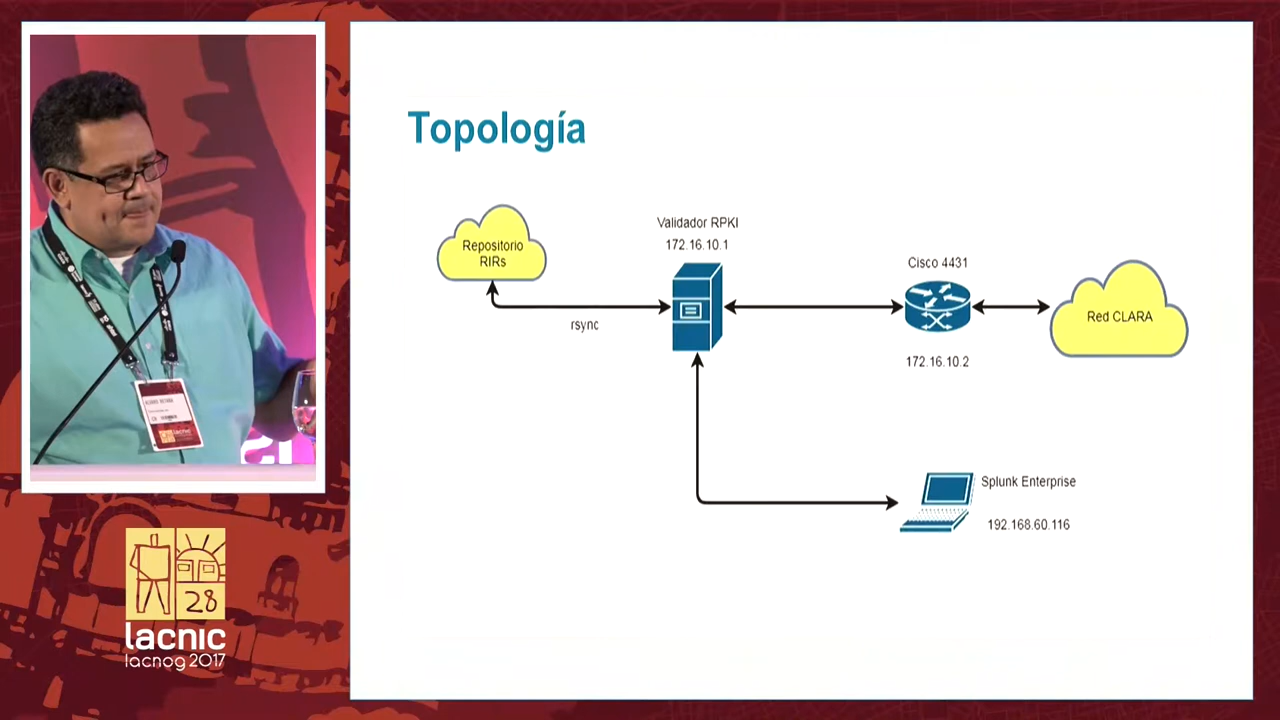 Topología
Repositorio
RIRs
rsync
Validador RPKI
172.16.10.1
Cisco 4431
172.16.10.2
Red CLARA
Splunk Enterprise
192.168.60.116
28
lacnic
lacnog 2017
lacnic